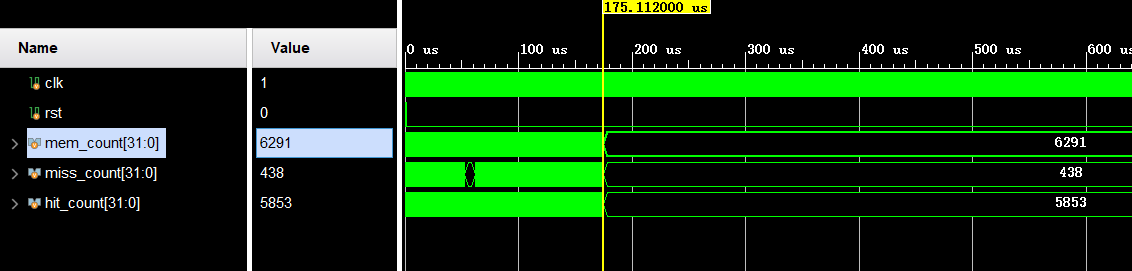 175.112000 us
Name Value 0 us 100 us 200 us 300 us 400 us 500 us 600 us
clk 1
rst 0
mem_count[31:0] 6291 6291
miss_count[31:0] 438 438
hit_count[31:0] 5853 5853